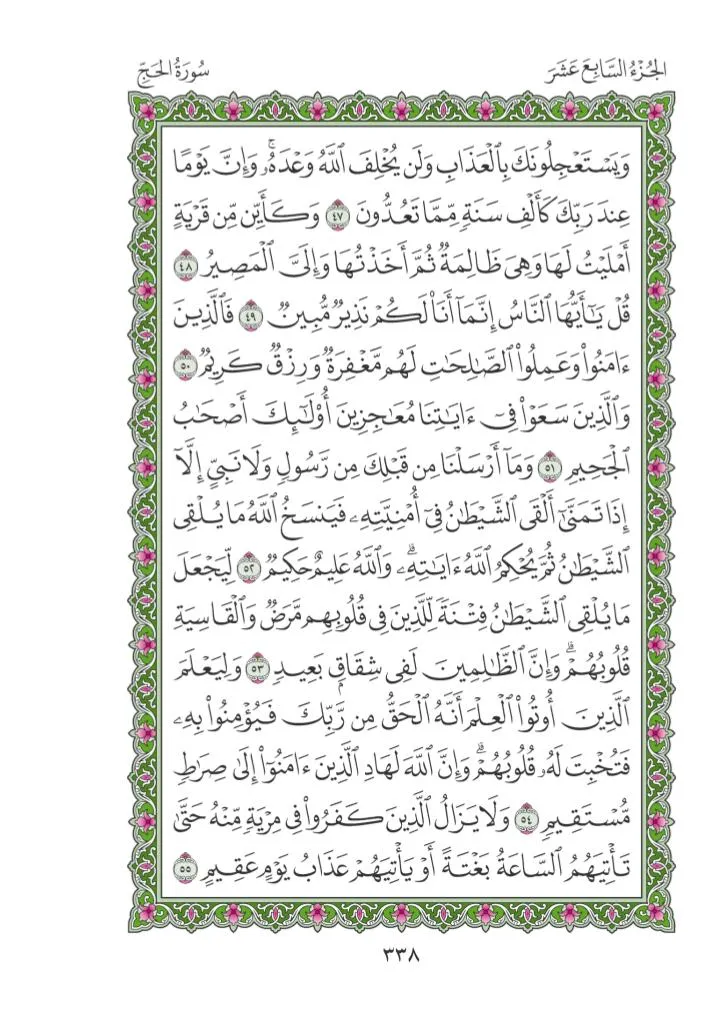 الجُزْءُ السَّابِعَ عَشَرَ
سُورَةُ الحَجِّ
وَيَسْتَعْجِلُونَكَ بِٱلْعَذَابِ وَلَن يُخْلِفَ ٱللَّهُ وَعْدَهُۥۚ وَإِنَّ يَوْمًا
عِندَ رَبِّكَ كَأَلْفِ سَنَةٖ مِّمَّا تَعُدُّونَ ٤٧ وَكَأَيِّن مِّن قَرْيَةٍ
أَمْلَيْتُ لَهَا وَهِىَ ظَالِمَةٞ ثُمَّ أَخَذْتُهَا وَإِلَىَّ ٱلْمَصِيرُ ٤٨
قُلْ يَٰٓأَيُّهَا ٱلنَّاسُ إِنَّمَآ أَنَا۠ لَكُمْ نَذِيرٞ مُّبِينٞ ٤٩ فَٱلَّذِينَ
ءَامَنُوا۟ وَعَمِلُوا۟ ٱلصَّٰلِحَٰتِ لَهُم مَّغْفِرَةٞ وَرِزْقٞ كَرِيمٞ ٥٠
وَٱلَّذِينَ سَعَوْا۟ فِىٓ ءَايَٰتِنَا مُعَٰجِزِينَ أُو۟لَٰٓئِكَ أَصْحَٰبُ
ٱلْجَحِيمِ ٥١ وَمَآ أَرْسَلْنَا مِن قَبْلِكَ مِن رَّسُولٖ وَلَا نَبِىٍّ إِلَّآ
إِذَا تَمَنَّىٰٓ أَلْقَى ٱلشَّيْطَٰنُ فِىٓ أُمْنِيَّتِهِۦ فَيَنسَخُ ٱللَّهُ مَا يُلْقِى
ٱلشَّيْطَٰنُ ثُمَّ يُحْكِمُ ٱللَّهُ ءَايَٰتِهِۦۗ وَٱللَّهُ عَلِيمٌ حَكِيمٞ ٥٢ لِّيَجْعَلَ
مَا يُلْقِى ٱلشَّيْطَٰنُ فِتْنَةٗ لِّلَّذِينَ فِى قُلُوبِهِم مَّرَضٞ وَٱلْقَاسِيَةِ
قُلُوبُهُمْۗ وَإِنَّ ٱلظَّٰلِمِينَ لَفِى شِقَاقِۭ بَعِيدٖ ٥٣ وَلِيَعْلَمَ
ٱلَّذِينَ أُوتُوا۟ ٱلْعِلْمَ أَنَّهُ ٱلْحَقُّ مِن رَّبِّكَ فَيُؤْمِنُوا۟ بِهِۦ
فَتُخْبِتَ لَهُۥ قُلُوبُهُمْۗ وَإِنَّ ٱللَّهَ لَهَادِ ٱلَّذِينَ ءَامَنُوٓا۟ إِلَىٰ صِرَٰطٖ
مُّسْتَقِيمٖ ٥٤ وَلَا يَزَالُ ٱلَّذِينَ كَفَرُوا۟ فِى مِرْيَةٖ مِّنْهُ حَتَّىٰ
تَأْتِيَهُمُ ٱلسَّاعَةُ بَغْتَةً أَوْ يَأْتِيَهُمْ عَذَابُ يَوْمٍ عَقِيمٍ ٥٥
٣٣٨